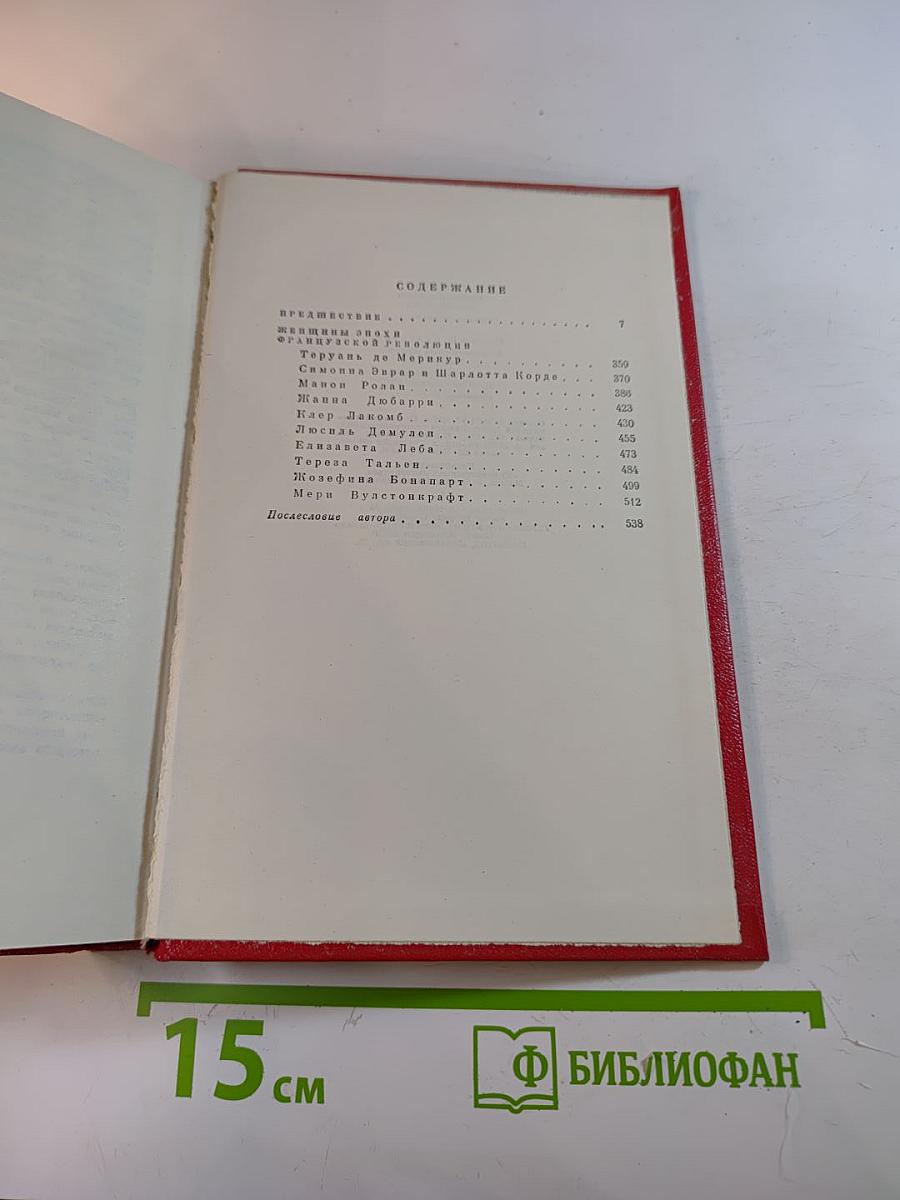 СОДЕРЖАНИЕ
ПРЕДШЕСТВИЕ . . . . . . . . . . . . . . . . . . 7
ЖЕНЩИНЫ ЭПОХИ
ФРАНЦУЗСКОЙ РЕВОЛЮЦИИ
Теруань де Мерикур . . . . . . . . . . 359
Симонна Эврар и Шарлотта Корде . . . 370
Манон Ролан . . . . . . . . . . . . . . 386
Жанна Дюбарри . . . . . . . . . . . . 423
Клер Лакомб . . . . . . . . . . . . . . 430
Люсиль Демулен . . . . . . . . . . . . 455
Елизавета Леба . . . . . . . . . . . . 473
Тереза Тальен . . . . . . . . . . . . . 484
Жозефина Бонапарт . . . . . . . . . . 499
Мери Вулстонкрафт . . . . . . . . . . 512
Послесловие автора . . . . . . . . . . . . . . . 538
15 см
Ф БИБЛИОФАН